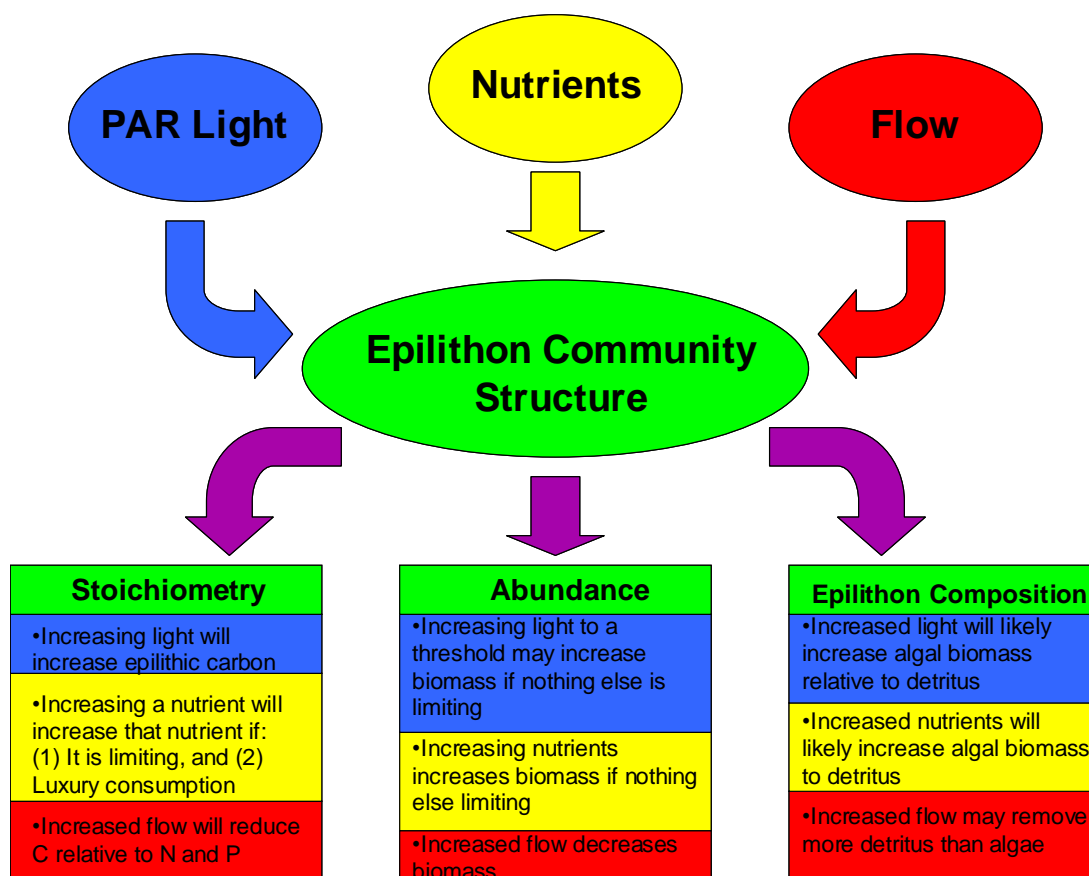 PAR Light
Nutrients
Flow
Epilithon Community
Structure
Stoichiometry
•Increasing light will
increase epilithic carbon
•Increasing a nutrient will
increase that nutrient if:
(1) It is limiting, and (2)
Luxury consumption
•Increased flow will reduce
C relative to N and P
Abundance
•Increasing light to a
threshold may increase
biomass if nothing else is
limiting
•Increasing nutrients
increases biomass if nothing
else limiting
•Increased flow decreases
biomass
Epilithon Composition
•Increased light will likely
increase algal biomass
relative to detritus
•Increased nutrients will
likely increase algal biomass
to detritus
•Increased flow may remove
more detritus than algae